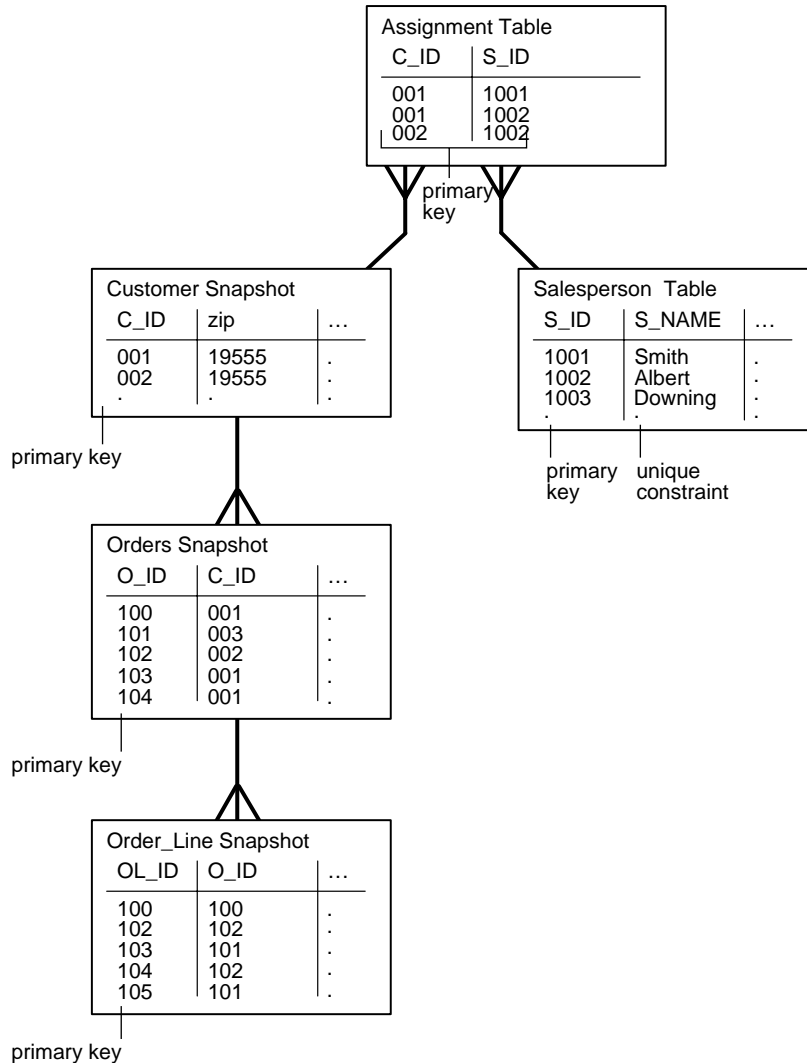 Assignment Table
C_ID S_ID
001 1001
001 1002
002 1002
primary
key
Customer Snapshot
C_ID zip ...
001 19555 .
002 19555 .
. . .
primary key
Salesperson Table
S_ID S_NAME ...
1001 Smith .
1002 Albert .
1003 Downing .
. . .
primary
key
unique
constraint
Orders Snapshot
O_ID C_ID ...
100 001 .
101 003 .
102 002 .
103 001 .
104 001 .
primary key
Order_Line Snapshot
OL_ID O_ID ...
100 100 .
102 102 .
103 101 .
104 102 .
105 101 .
primary key